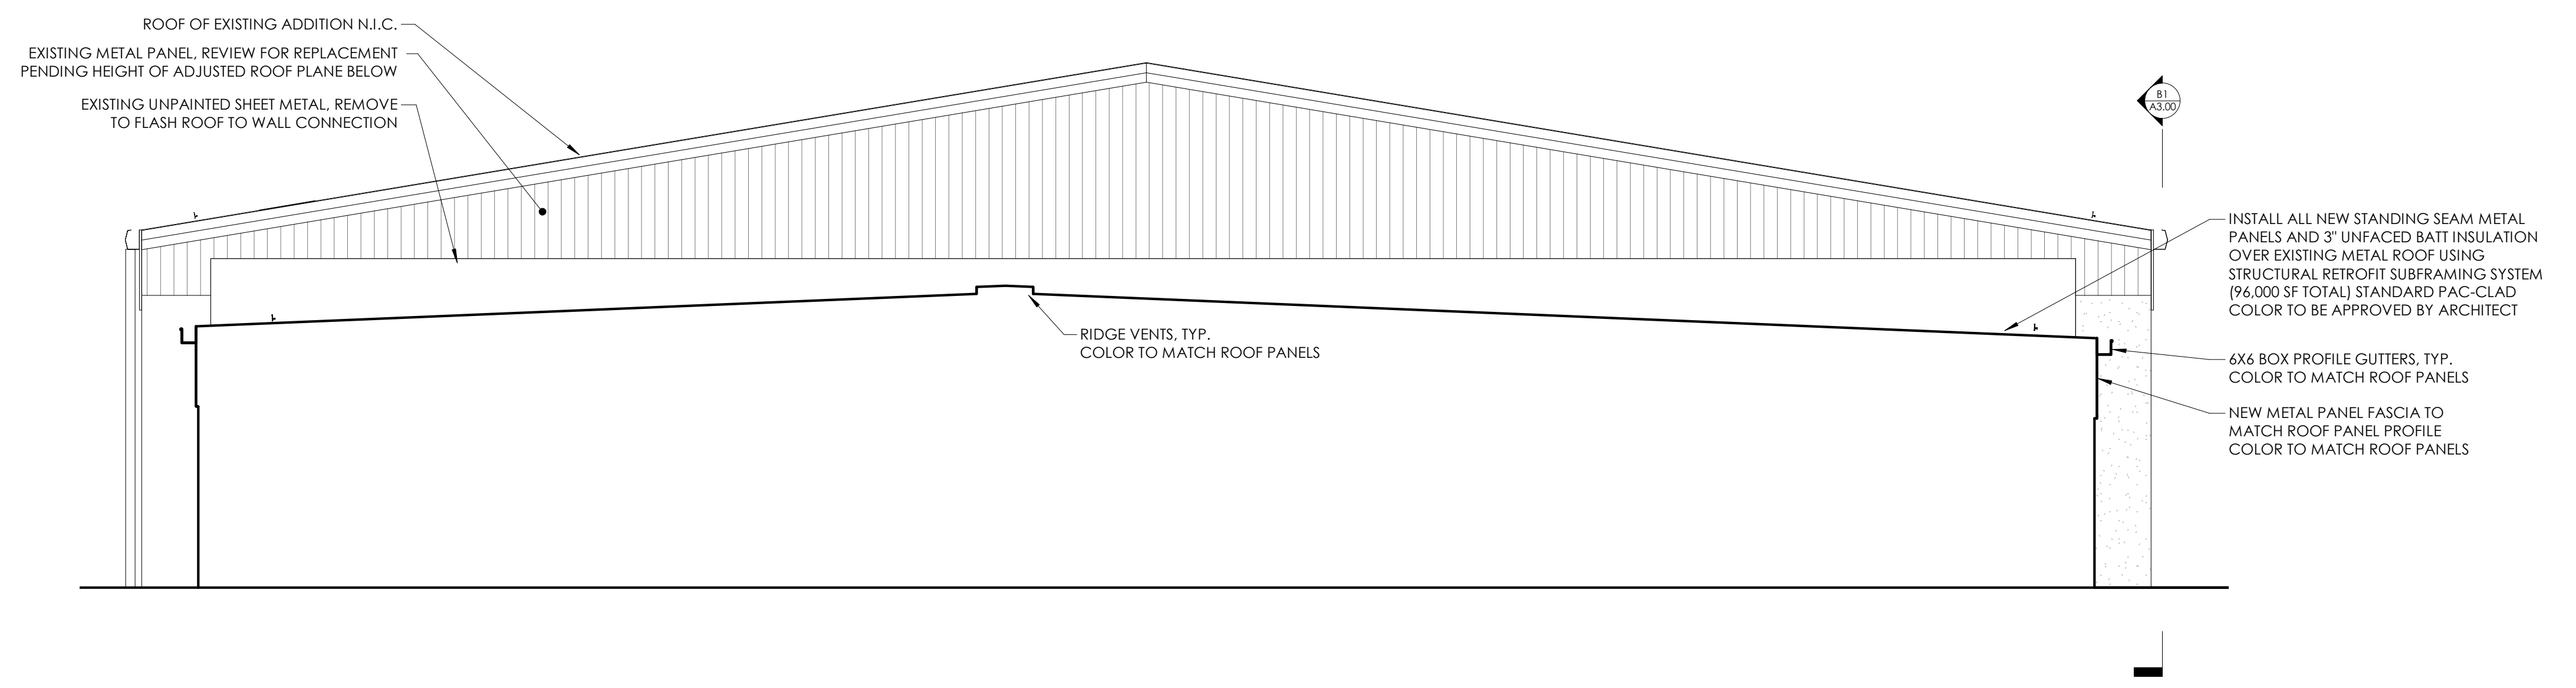 ROOF OF EXISTING ADDITION N.I.C.
EXISTING METAL PANEL, REVIEW FOR REPLACEMENT
PENDING HEIGHT OF ADJUSTED ROOF PLANE BELOW
EXISTING UNPAINTED SHEET METAL, REMOVE
TO FLASH ROOF TO WALL CONNECTION
B1
A3.00
INSTALL ALL NEW STANDING SEAM METAL
PANELS AND 3" UNFACED BATT INSULATION
OVER EXISTING METAL ROOF USING
STRUCTURAL RETROFIT SUBFRAMING SYSTEM
(96,000 SF TOTAL) STANDARD PAC-CLAD
COLOR TO BE APPROVED BY ARCHITECT
RIDGE VENTS, TYP.
COLOR TO MATCH ROOF PANELS
6X6 BOX PROFILE GUTTERS, TYP.
COLOR TO MATCH ROOF PANELS
NEW METAL PANEL FASCIA TO
MATCH ROOF PANEL PROFILE
COLOR TO MATCH ROOF PANELS